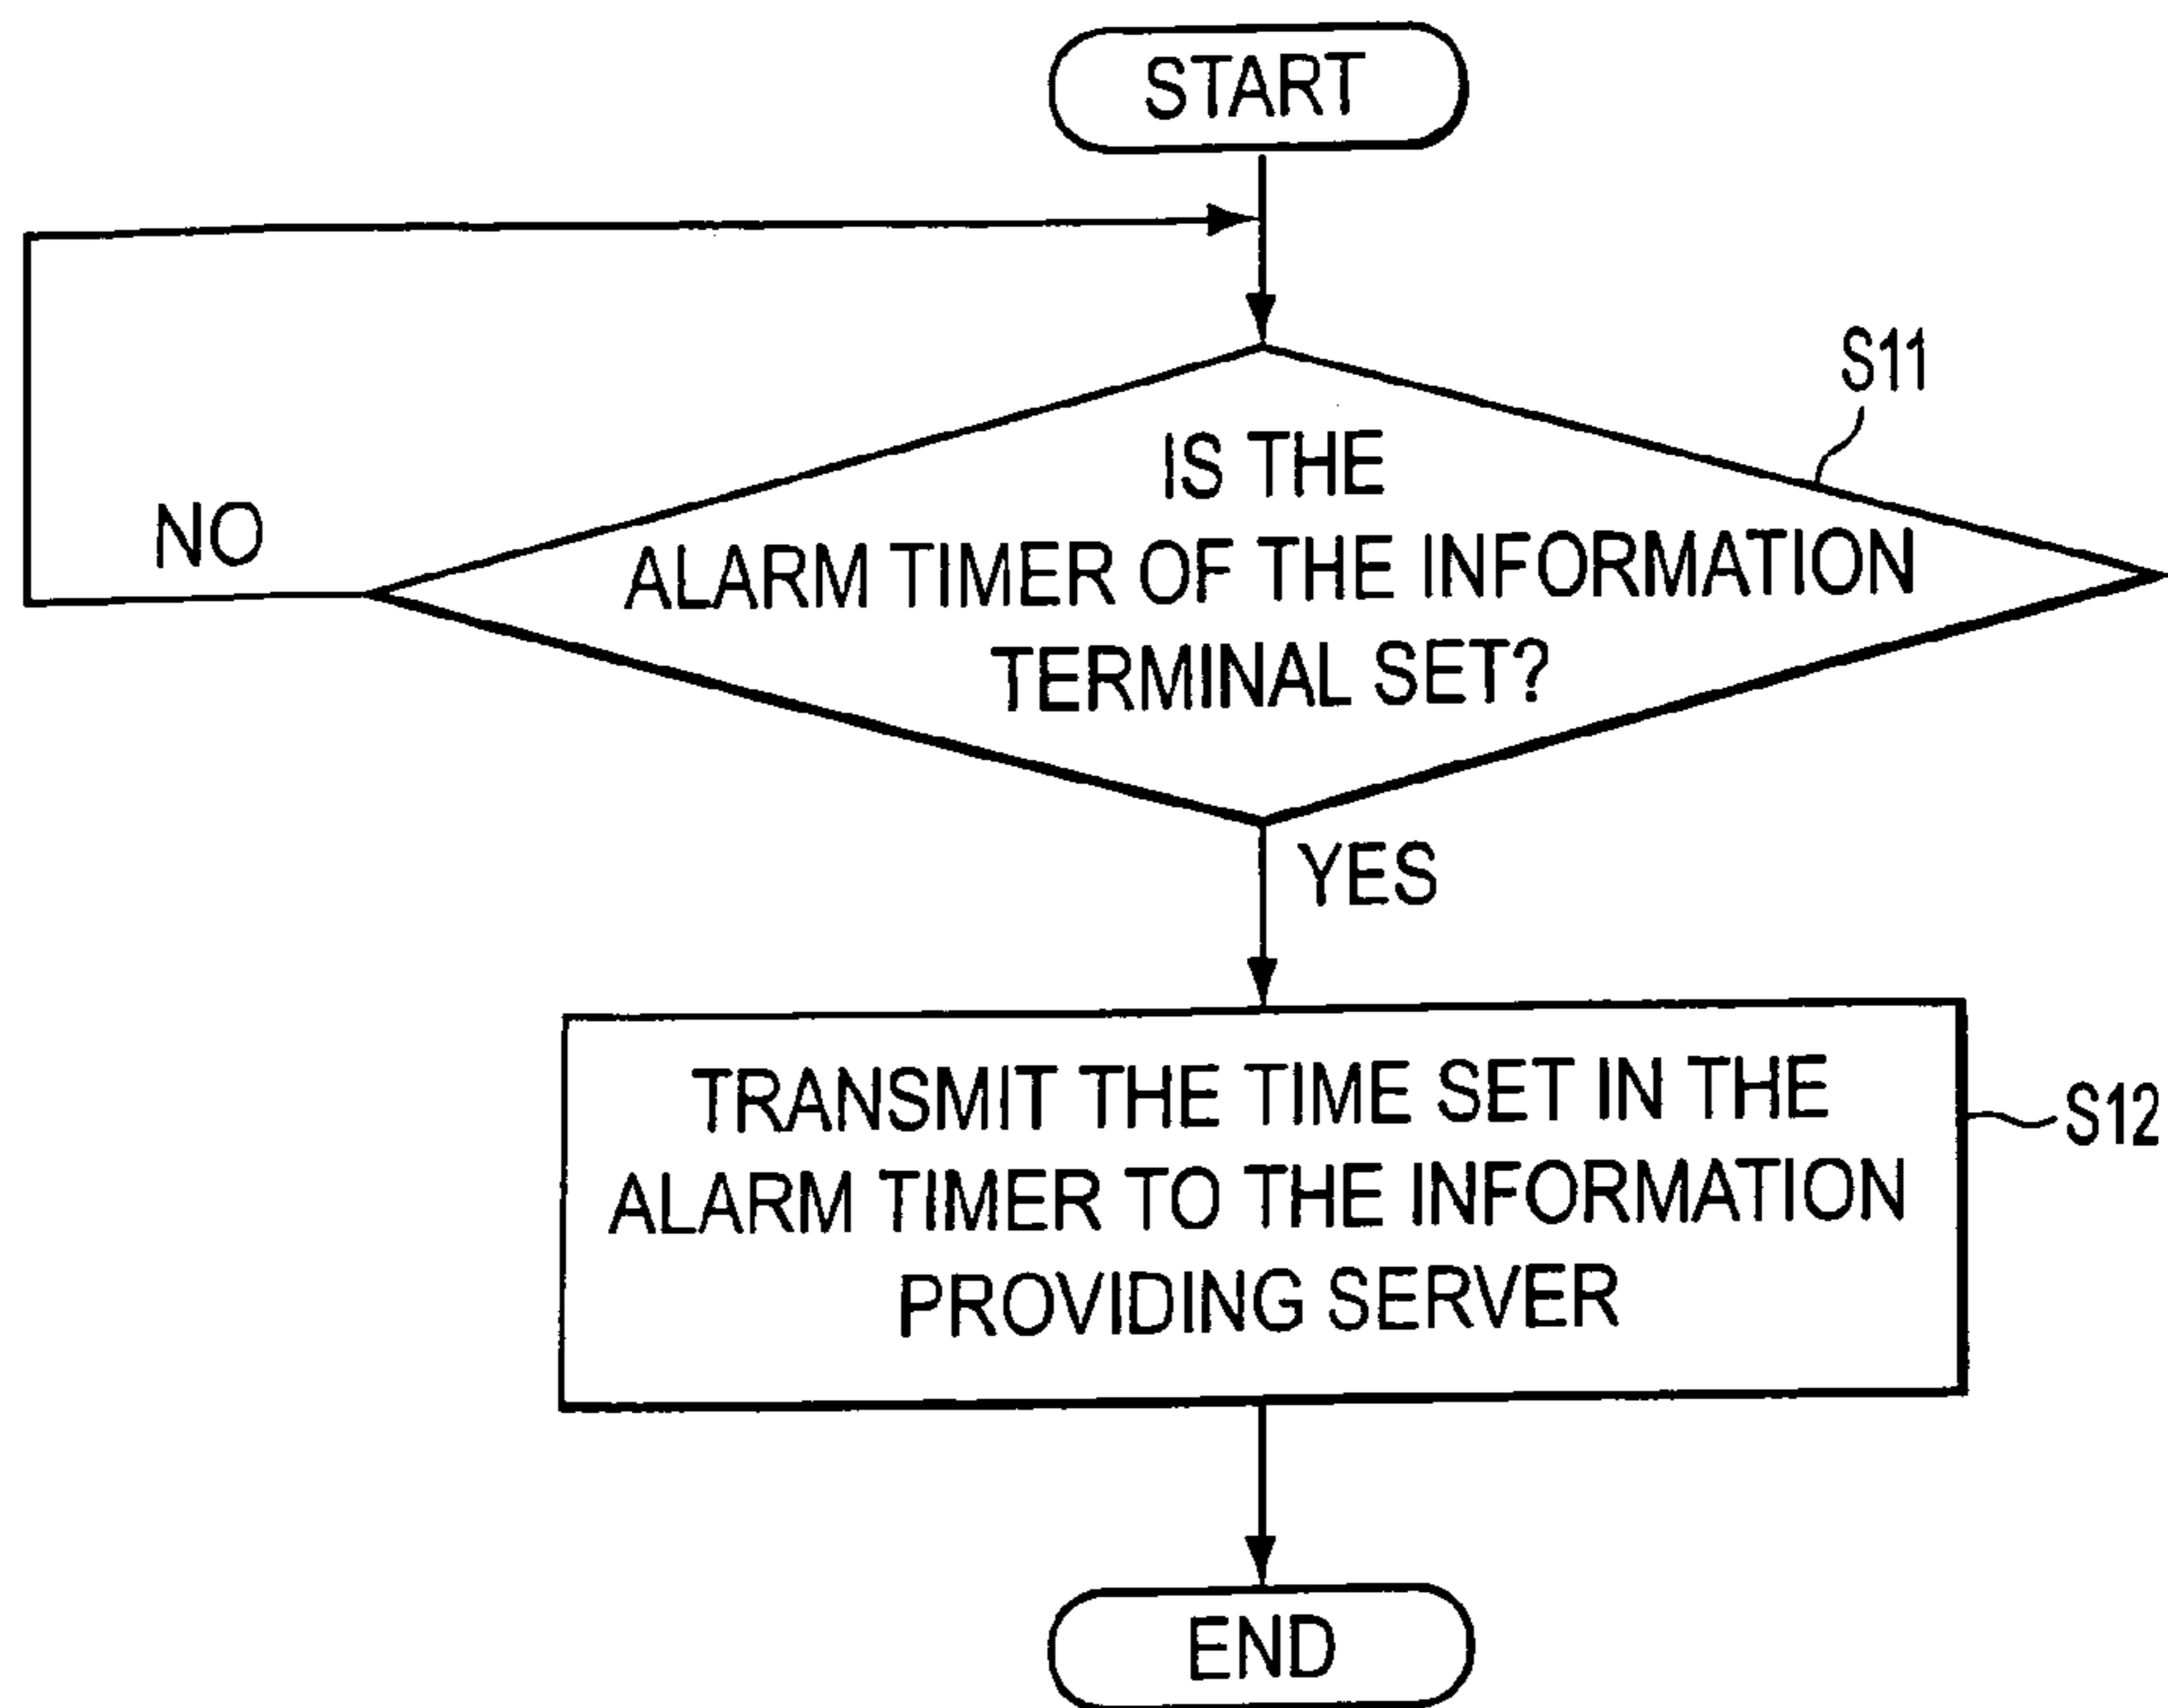 START
S11
IS THE
ALARM TIMER OF THE INFORMATION
TERMINAL SET?
NO
YES
TRANSMIT THE TIME SET IN THE
ALARM TIMER TO THE INFORMATION
PROVIDING SERVER
S12
END